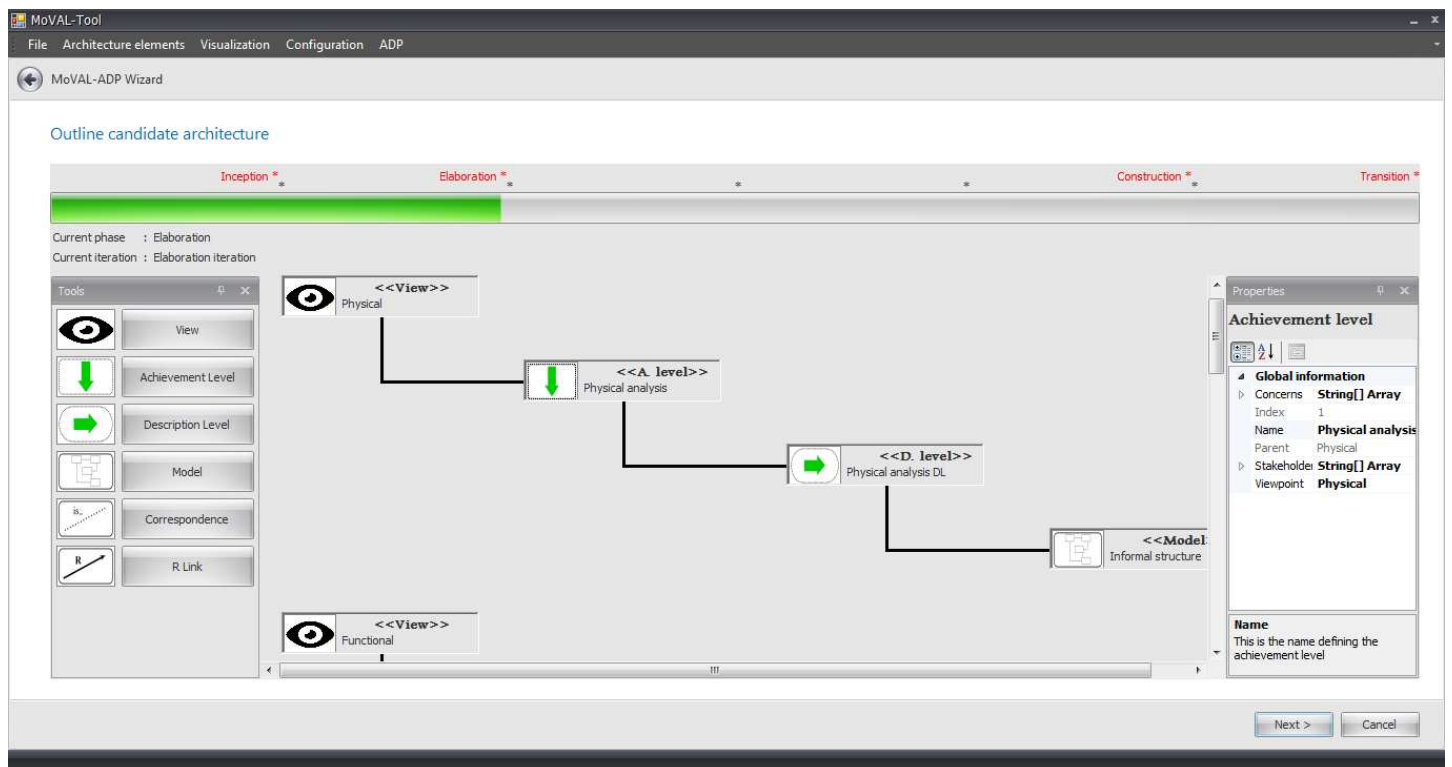 MoVAL-Tool
File Architecture elements Visualization Configuration ADP
MoVAL-ADP Wizard
Outline candidate architecture
Inception * * Elaboration * * * * Construction * * Transition *
Current phase : Elaboration
Current iteration : Elaboration iteration
Tools
View
Achievement Level
Description Level
Model
is..
Correspondence
R
R Link
<<View>>
Physical
<<A. level>>
Physical analysis
<<D. level>>
Physical analysis DL
<<Model
Informal structure
<<View>>
Functional
Properties
Achievement level
Global information
Concerns String[] Array
Index 1
Name Physical analysis
Parent Physical
Stakeholder String[] Array
Viewpoint Physical
Name
This is the name defining the
achievement level
Next > Cancel